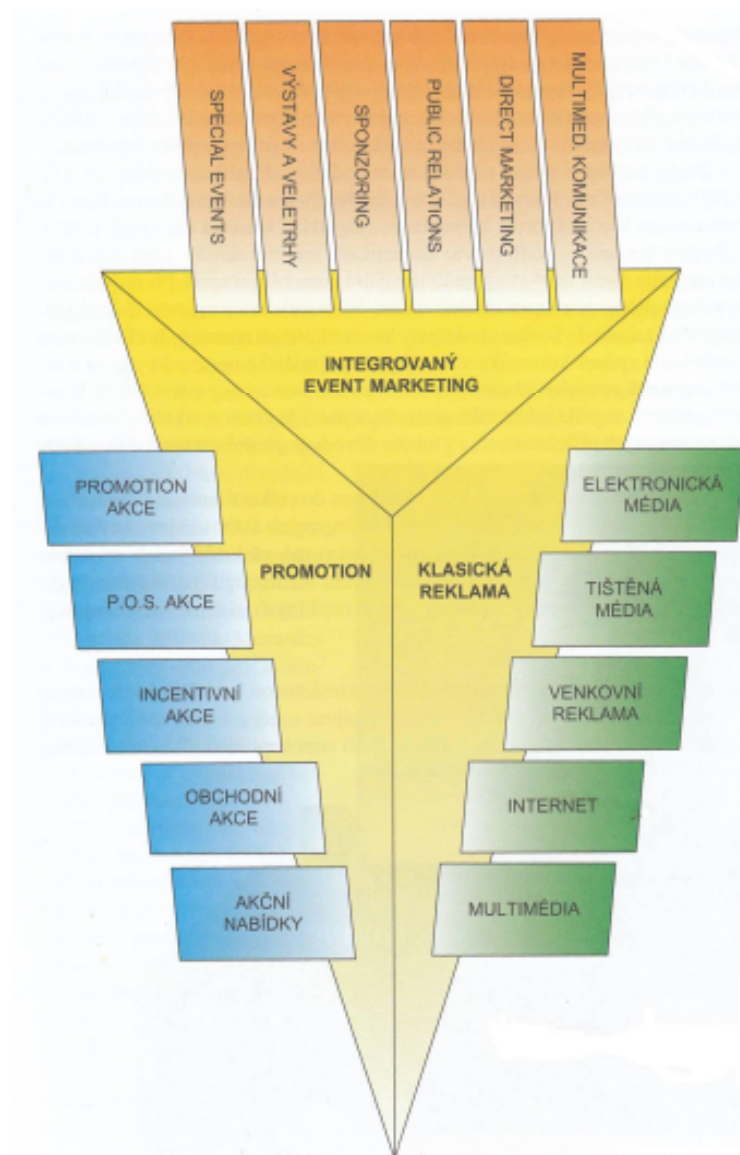 SPECIAL EVENTS
VÝSTAVY A VELETRHY
SPONZORING
PUBLIC RELATIONS
DIRECT MARKETING
MULTIMED. KOMUNIKACE
INTEGROVANÝ
EVENT MARKETING
PROMOTION
AKCE
P.O.S. AKCE
INCENTIVNÍ
AKCE
OBCHODNÍ
AKCE
AKČNÍ
NABÍDKY
PROMOTION
KLASICKÁ
REKLAMA
ELEKTRONICKÁ
MÉDIA
TIŠTĚNÁ
MÉDIA
VENKOVNÍ
REKLAMA
INTERNET
MULTIMÉDIA